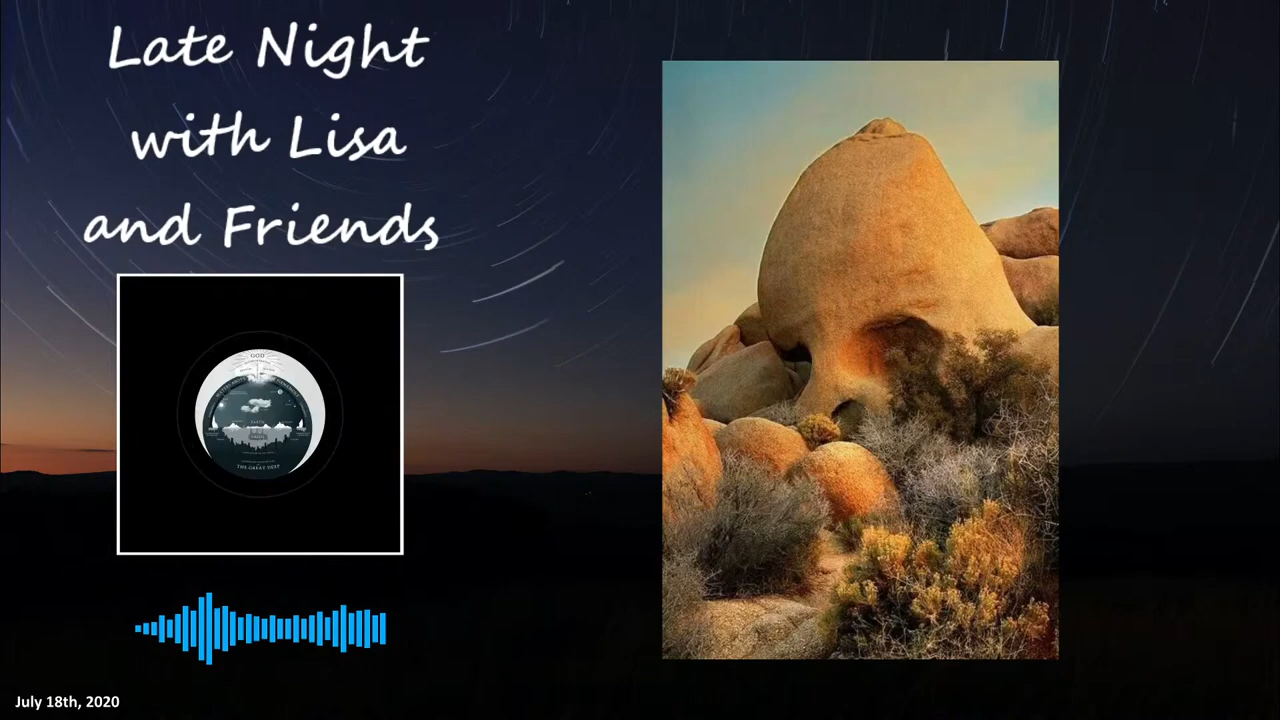 Late Night
with Lisa
and Friends
GOD
EARTH
THE GREAT DEEP
July 18th, 2020